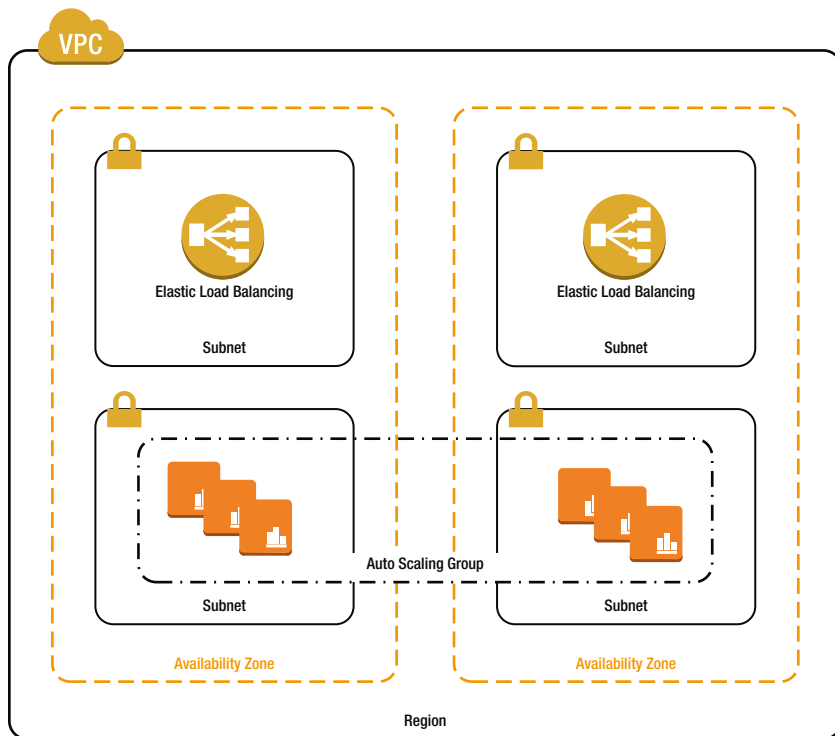 VPC
Elastic Load Balancing
Elastic Load Balancing
Subnet
Subnet
Auto Scaling Group
Subnet
Subnet
Availability Zone
Availability Zone
Region